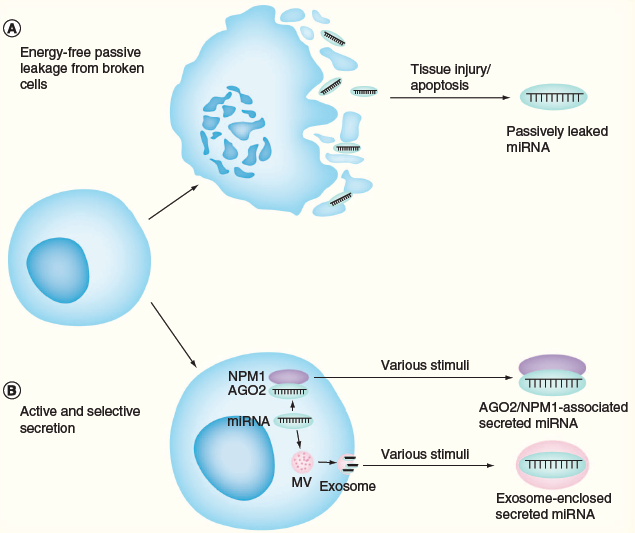 A
Energy-free passive
leakage from broken
cells
Tissue injury/
apoptosis
Passively leaked
miRNA
B
Active and selective
secretion
NPM1
AGO2
miRNA
MV
Exosome
Various stimuli
AGO2/NPM1-associated
secreted miRNA
Various stimuli
Exosome-enclosed
secreted miRNA